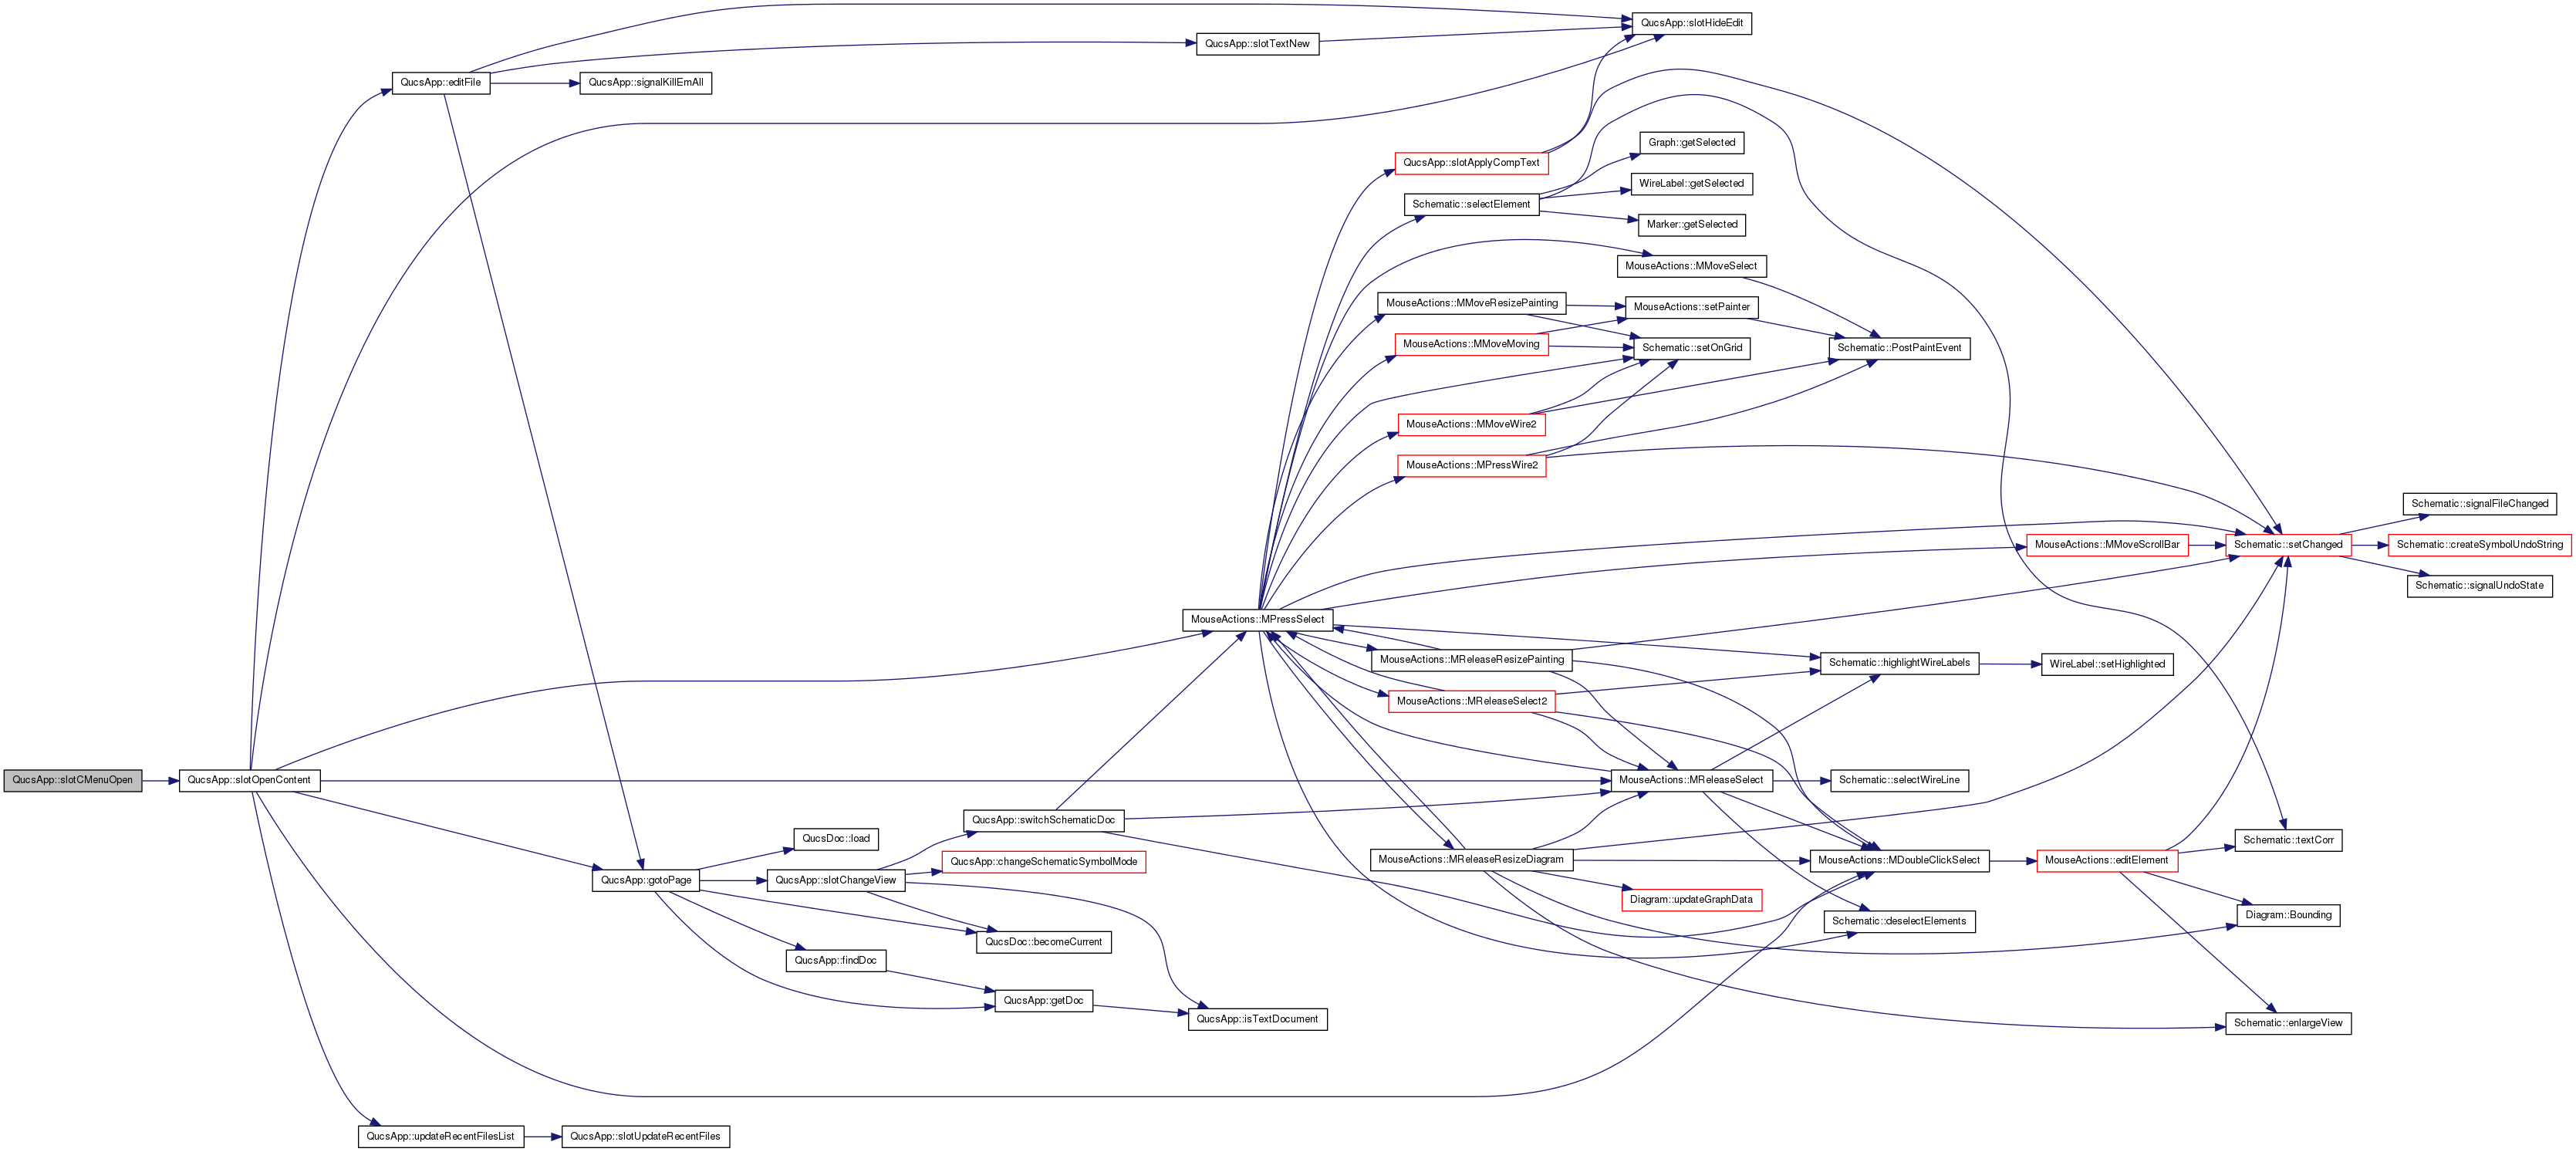 QucsApp::slotHideEdit
QucsApp::slotTextNew
QucsApp::editFile
QucsApp::signalKillEmAll
Graph::getSelected
QucsApp::slotApplyCompText
WireLabel::getSelected
Schematic::selectElement
Marker::getSelected
MouseActions::MMoveSelect
MouseActions::MMoveResizePainting
MouseActions::setPainter
MouseActions::MMoveMoving
Schematic::setOnGrid
Schematic::PostPaintEvent
MouseActions::MMoveWire2
MouseActions::MPressWire2
Schematic::signalFileChanged
MouseActions::MMoveScrollBar
Schematic::setChanged
Schematic::createSymbolUndoString
Schematic::signalUndoState
MouseActions::MPressSelect
MouseActions::MReleaseResizePainting
Schematic::highlightWireLabels
WireLabel::setHighlighted
MouseActions::MReleaseSelect2
QucsApp::slotCMenuOpen
QucsApp::slotOpenContent
MouseActions::MReleaseSelect
Schematic::selectWireLine
QucsApp::switchSchematicDoc
QucsDoc::load
Schematic::textCorr
QucsApp::changeSchematicSymbolMode
MouseActions::MReleaseResizeDiagram
MouseActions::MDoubleClickSelect
MouseActions::editElement
QucsApp::gotoPage
QucsApp::slotChangeView
Diagram::updateGraphData
Diagram::Bounding
Schematic::deselectElements
QucsDoc::becomeCurrent
QucsApp::findDoc
QucsApp::getDoc
QucsApp::isTextDocument
Schematic::enlargeView
QucsApp::updateRecentFilesList
QucsApp::slotUpdateRecentFiles